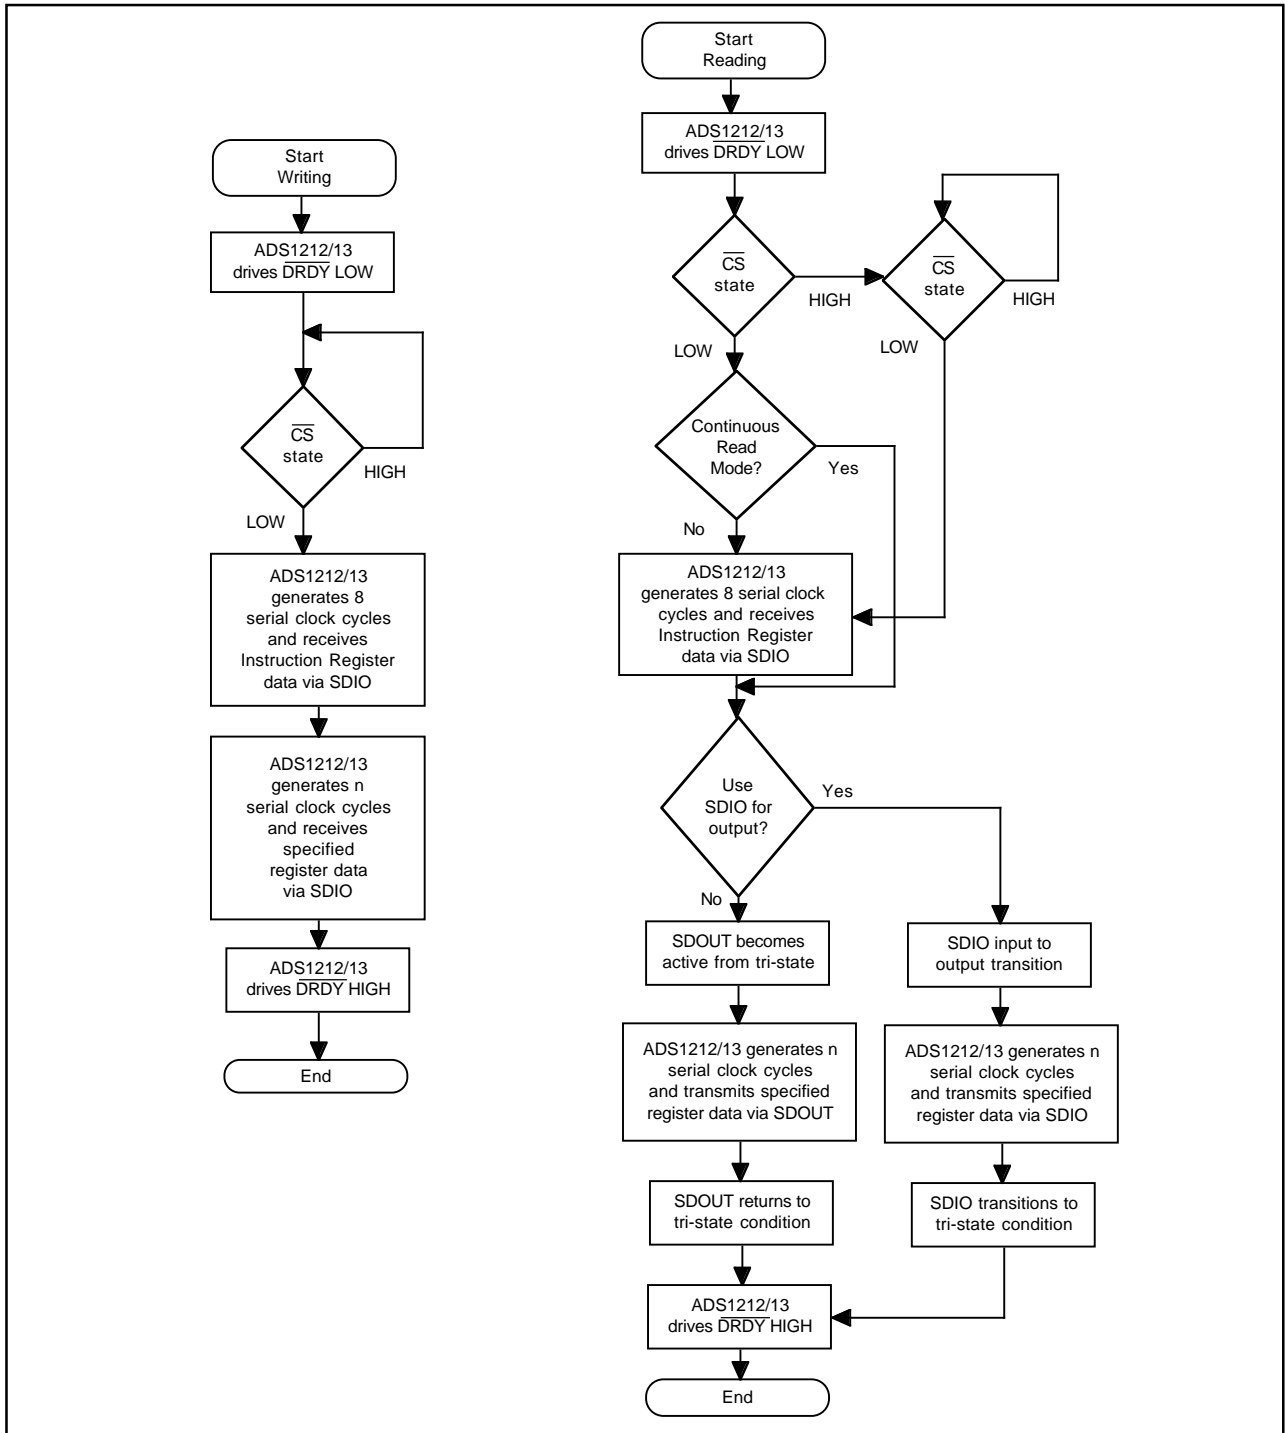 Start
Writing
ADS1212/13
drives DRDY LOW
CS
state
HIGH
LOW
ADS1212/13
generates 8
serial clock cycles
and receives
Instruction Register
data via SDIO
ADS1212/13
generates n
serial clock cycles
and receives
specified
register data
via SDIO
ADS1212/13
drives DRDY HIGH
End
Start
Reading
ADS1212/13
drives DRDY LOW
CS
state
HIGH
CS
state
HIGH
LOW
LOW
Continuous
Read
Mode?
Yes
No
ADS1212/13
generates 8 serial clock
cycles and receives
Instruction Register
data via SDIO
Use
SDIO for
output?
Yes
No
SDOUT becomes
active from tri-state
SDIO input to
output transition
ADS1212/13 generates n
serial clock cycles
and transmits specified
register data via SDOUT
ADS1212/13 generates n
serial clock cycles
and transmits specified
register data via SDIO
SDOUT returns to
tri-state condition
SDIO transitions to
tri-state condition
ADS1212/13
drives DRDY HIGH
End